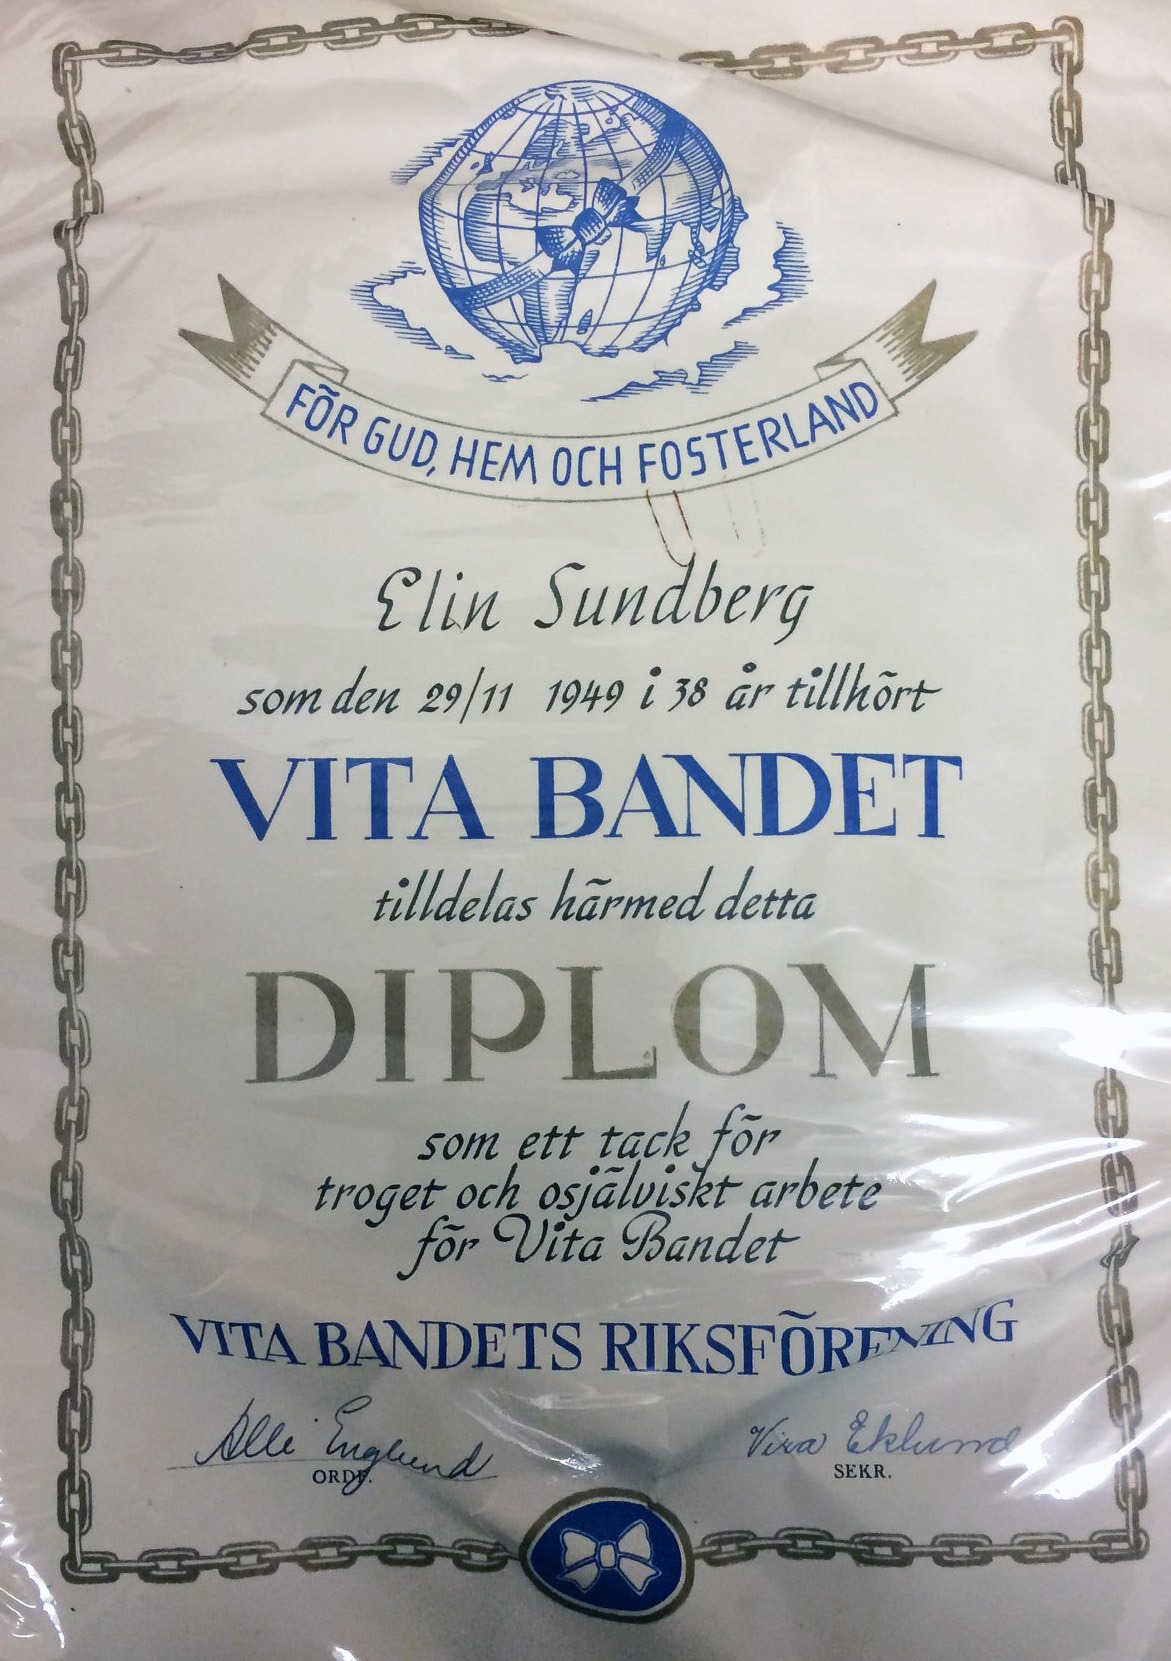 FÖR GUD, HEM OCH FOSTERLAND
Elin Sundberg
som den 29/11 1949 i 38 år tillhört
VITA BANDET
tilldelas härmed detta
DIPLOM
som ett tack för
troget och osjälviskt arbete
för Vita Bandet
VITA BANDETS RIKSFÖRENING
Alli Englund Vira Eklund
ORDF. SEKR.